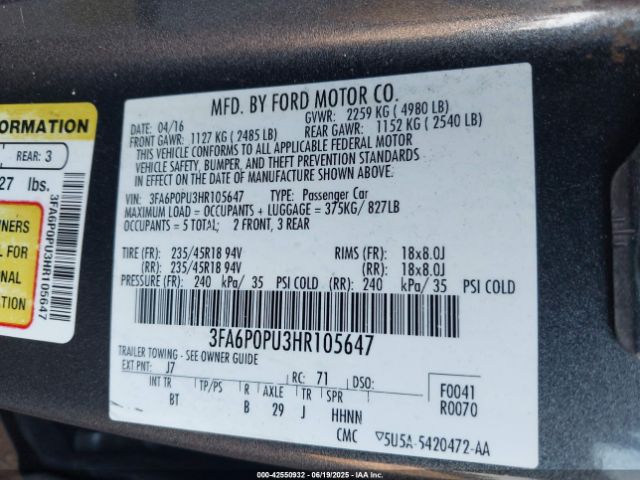 ORMATION
REAR: 3
27 lbs.
WNERS
L FOR
ONAL
N
3FA6P0PU3HR105647
MFD. BY FORD MOTOR CO.
DATE: 04/16 GVWR: 2259 KG ( 4980 LB)
FRONT GAWR: 1127 KG ( 2485 LB) REAR GAWR: 1152 KG ( 2540 LB)
THIS VEHICLE CONFORMS TO ALL APPLICABLE FEDERAL MOTOR
VEHICLE SAFETY, BUMPER, AND THEFT PREVENTION STANDARDS
IN EFFECT ON THE DATE OF MANUFACTURE SHOWN ABOVE.
VIN: 3FA6P0PU3HR105647 TYPE: Passenger Car
MAXIMUM LOAD = OCCUPANTS + LUGGAGE = 375KG/ 827LB
OCCUPANTS = 5 TOTAL; 2 FRONT, 3 REAR
TIRE (FR): 235/45R18 94V RIMS (FR): 18x8.0J
(RR): 235/45R18 94V (RR): 18x8.0J
PRESSURE (FR): 240 kPa/ 35 PSI COLD (RR): 240 kPa/ 35 PSI COLD
3FA6P0PU3HR105647
TRAILER TOWING - SEE OWNER GUIDE
EXT PNT: J7 RC: 71 DSO: F0041
INT TR TP/PS R AXLE TR SPR R0070
BT B 29 J HHNN
CMC 5U5A-5420472-AA
000-42550932 - 06/19/2025 - IAAI.COM